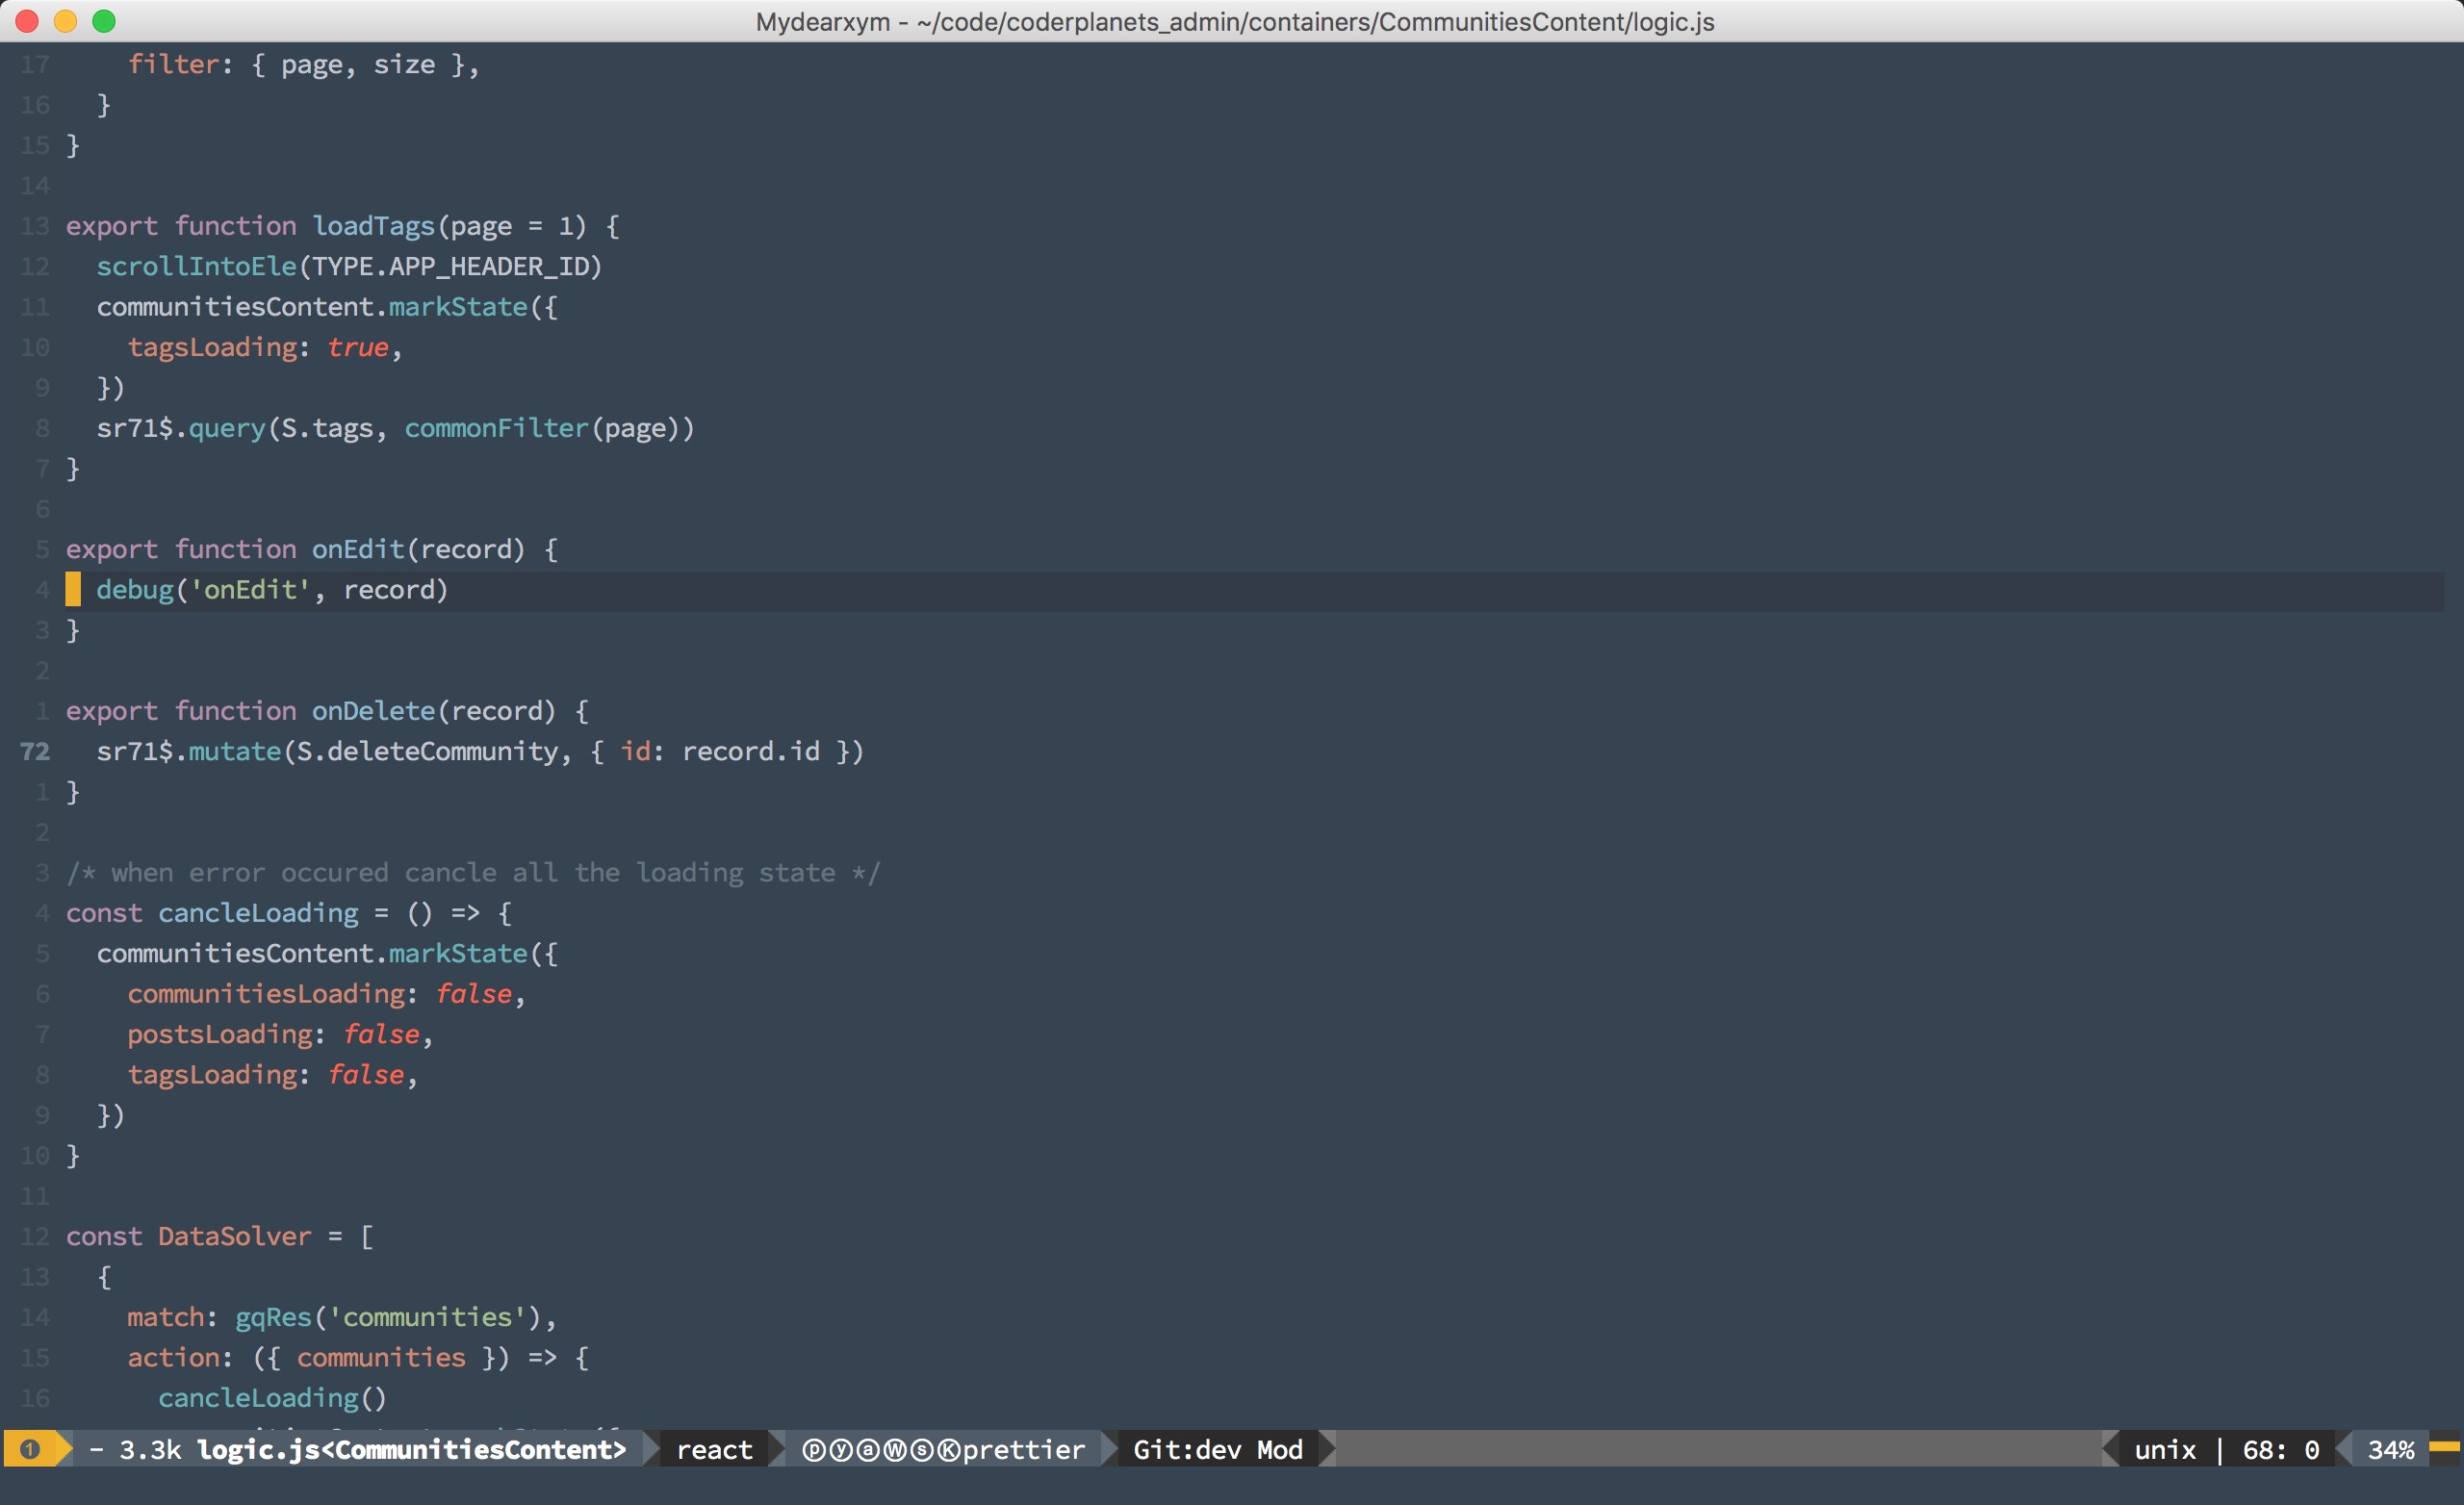 Mydearxym - ~/code/coderplanets_admin/containers/CommunitiesContent/logic.js
17 filter: { page, size },
16 }
15 }
14
13 export function loadTags(page = 1) {
12 scrollIntoEle(TYPE.APP_HEADER_ID)
11 communitiesContent.markState({
10 tagsLoading: true,
9 })
8 sr71$.query(S.tags, commonFilter(page))
7 }
6
5 export function onEdit(record) {
4 debug('onEdit', record)
3 }
2
1 export function onDelete(record) {
72 sr71$.mutate(S.deleteCommunity, { id: record.id })
1 }
2
3 /* when error occured cancle all the loading state */
4 const cancleLoading = () => {
5 communitiesContent.markState({
6 communitiesLoading: false,
7 postsLoading: false,
8 tagsLoading: false,
9 })
10 }
11
12 const DataSolver = [
13 {
14 match: gqRes('communities'),
15 action: ({ communities }) => {
16 cancleLoading()
❶ - 3.3k logic.js<CommunitiesContent> react ⓟⓨⓐⓌⓢⓀprettier Git:dev Mod unix | 68: 0 34%